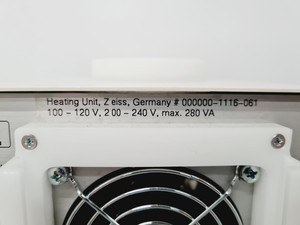 Heating Unit, Zeiss, Germany # 000000-1116-061
100 - 120 V, 200 - 240 V, max. 280 VA